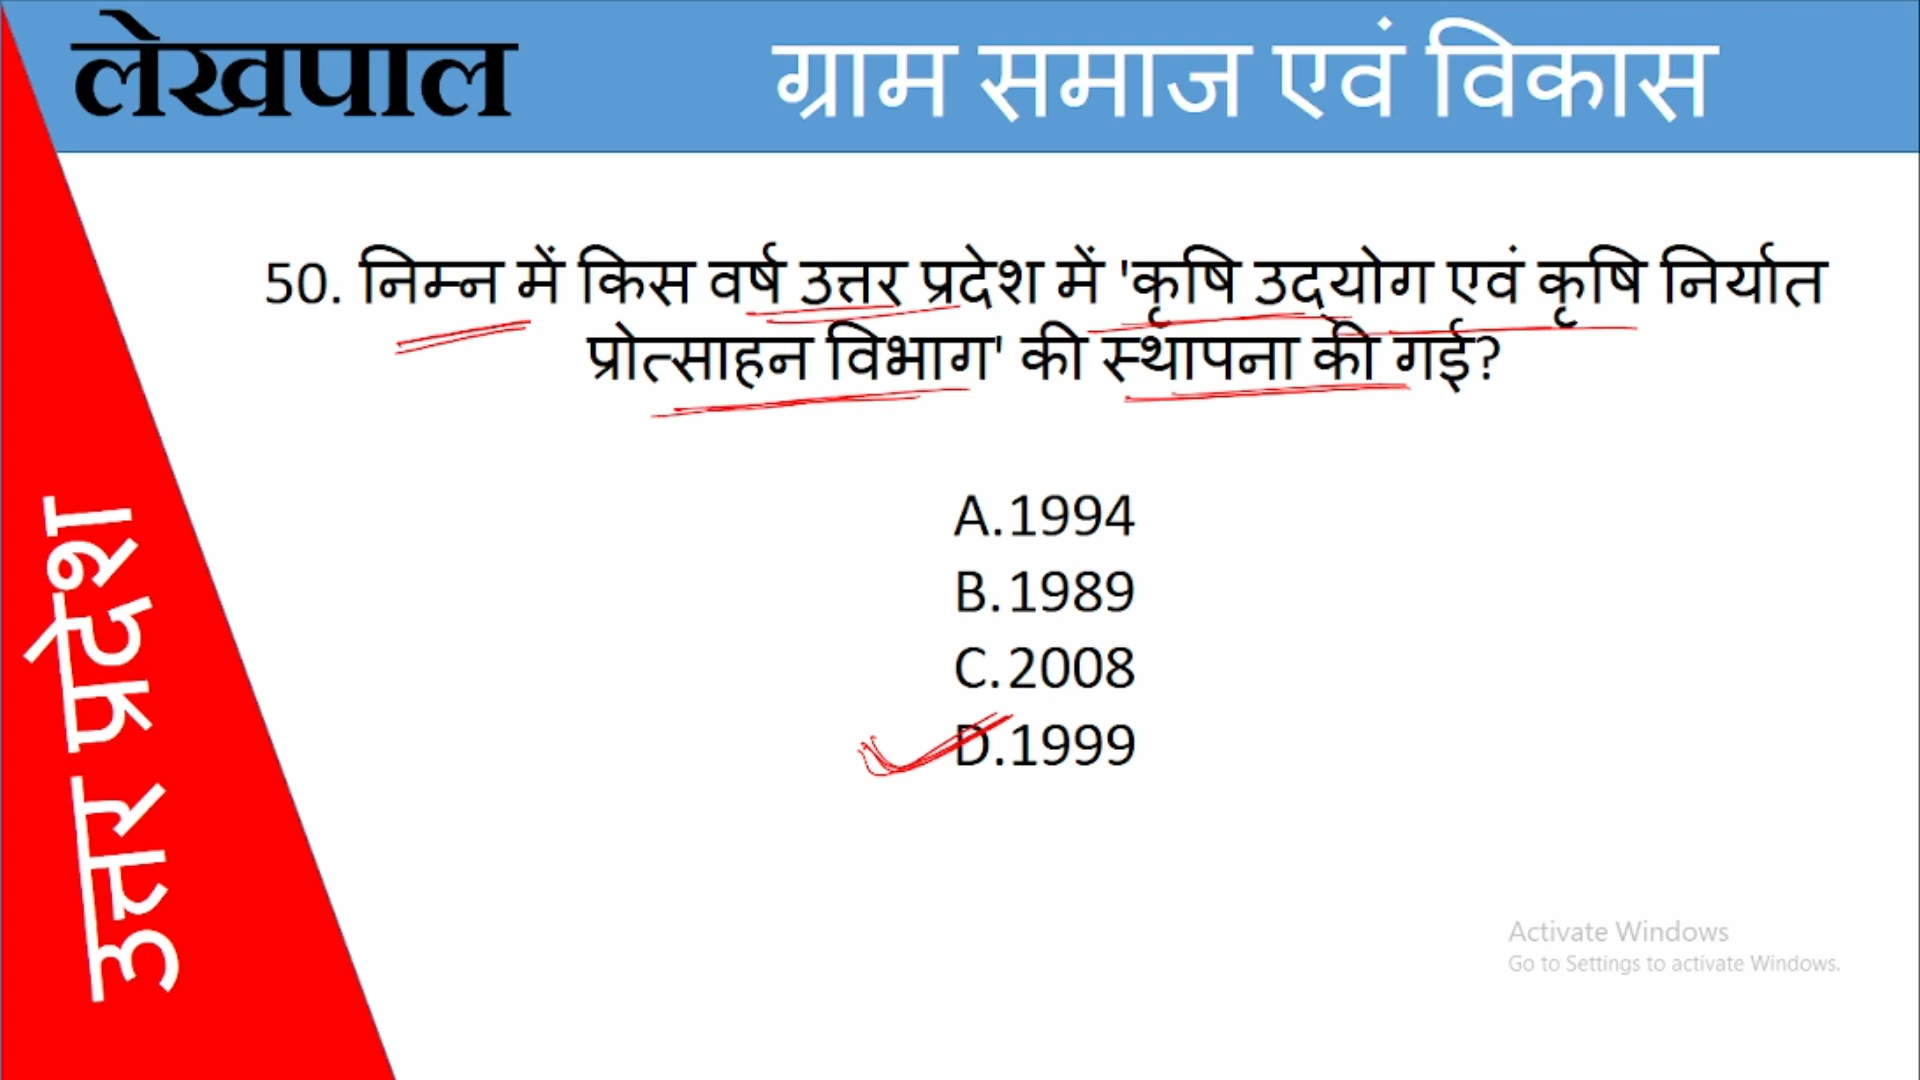 लेखपाल
ग्राम समाज एवं विकास
50. निम्न में किस वर्ष उत्तर प्रदेश में 'कृषि उद्योग एवं कृषि निर्यात
प्रोत्साहन विभाग' की स्थापना की गई?
A.1994
B.1989
C.2008
D.1999
उत्तर प्रदेश
Activate Windows
Go to Settings to activate Windows.